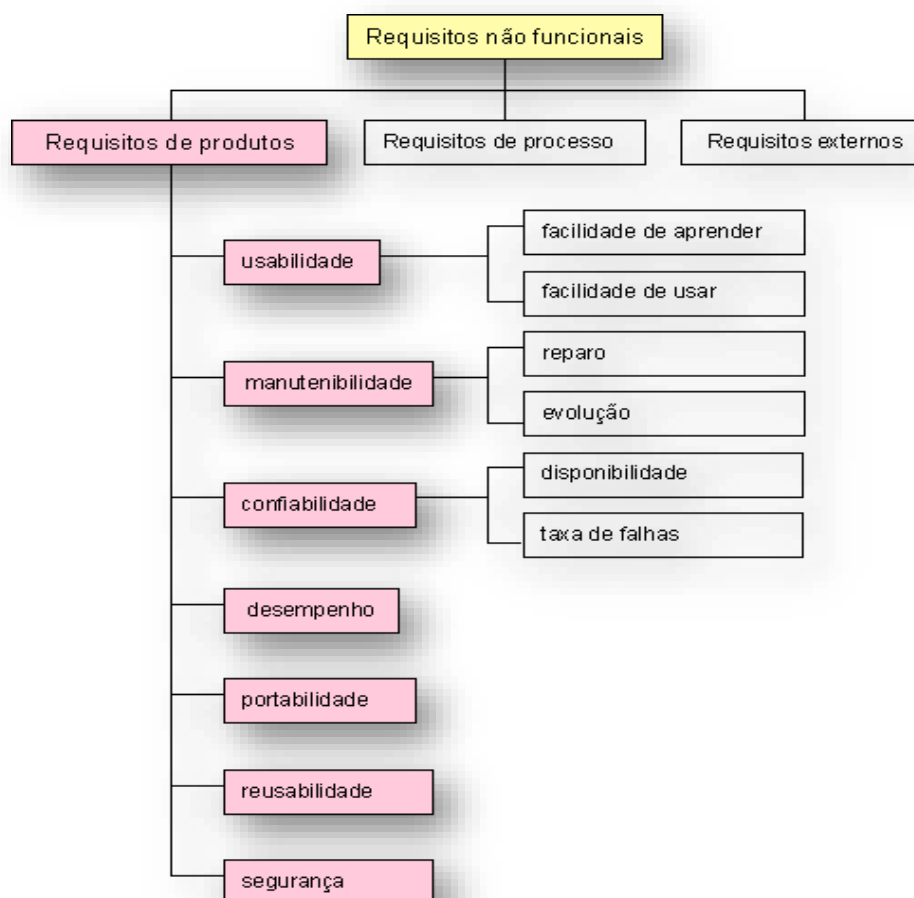 Requisitos não funcionais
Requisitos de produtos
Requisitos de processo
Requisitos externos
usabilidade
facilidade de aprender
facilidade de usar
manutenibilidade
reparo
evolução
confiabilidade
disponibilidade
taxa de falhas
desempenho
portabilidade
reusabilidade
segurança